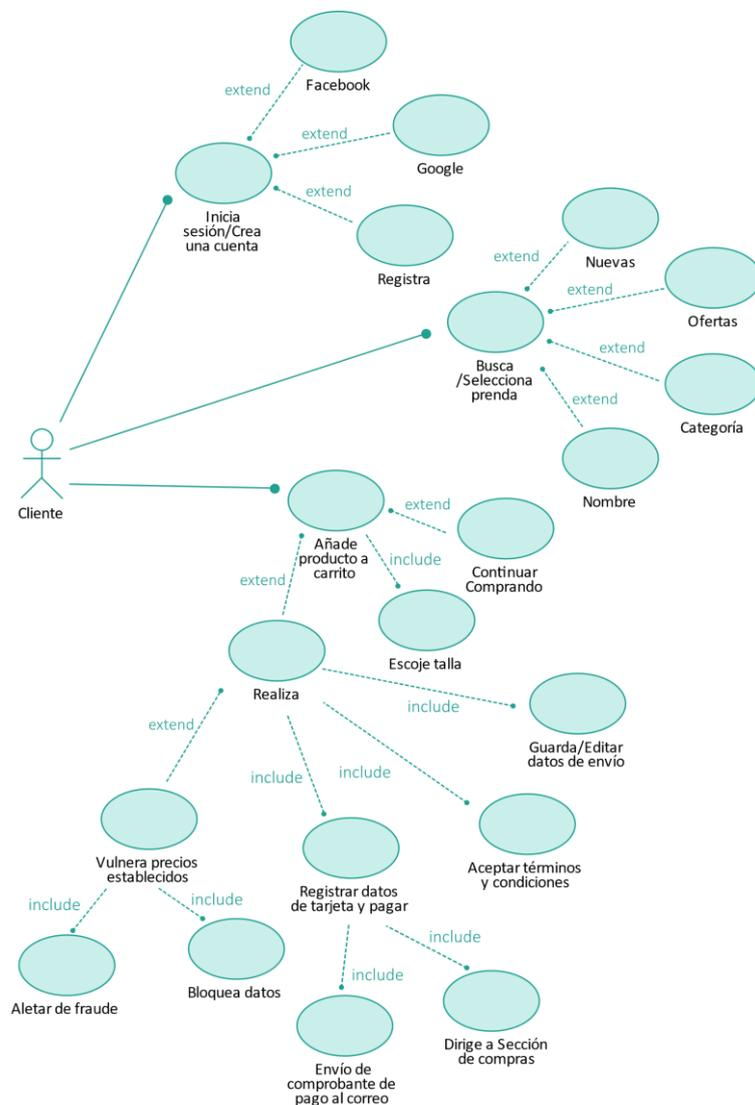 Facebook
extend
extend
Google
Inicia
sesión/Crea
una cuenta
extend
Registra
extend
Nuevas
extend
Ofertas
Busca
/Selecciona
prenda
extend
extend
Categoría
Nombre
Cliente
extend
Añade
producto a
carrito
include
Continuar
Comprando
extend
Escoje talla
Realiza
include
Guarda/Editar
datos de envío
extend
include
include
Vulnera precios
establecidos
Aceptar términos
y condiciones
Registrar datos
de tarjeta y pagar
include
include
include
Aletar de fraude
Bloquea datos
include
Dirige a Sección
de compras
Envío de
comprobante de
pago al correo